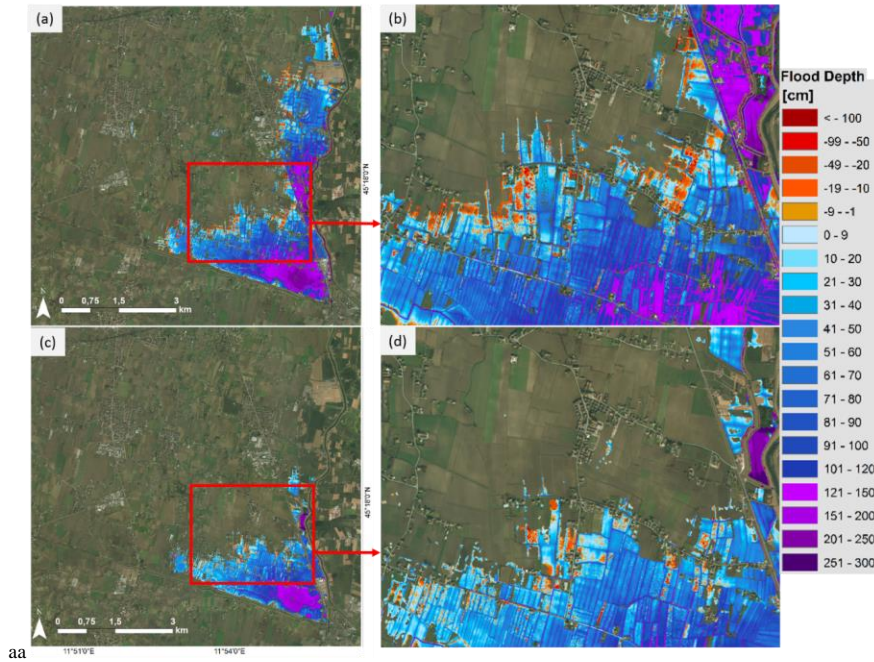 (a)
(b)
Flood Depth
[cm]
< - 100
-99 - -50
-49 - -20
-19 - -10
-9 - -1
0 - 9
10 - 20
21 - 30
31 - 40
41 - 50
51 - 60
61 - 70
71 - 80
81 - 90
91 - 100
101 - 120
121 - 150
151 - 200
201 - 250
251 - 300
45°18'0"N
N
0 0,75 1,5 3
km
(c)
(d)
45°18'0"N
N
0 0,75 1,5 3
km
aa
11°51'0"E 11°54'0"E